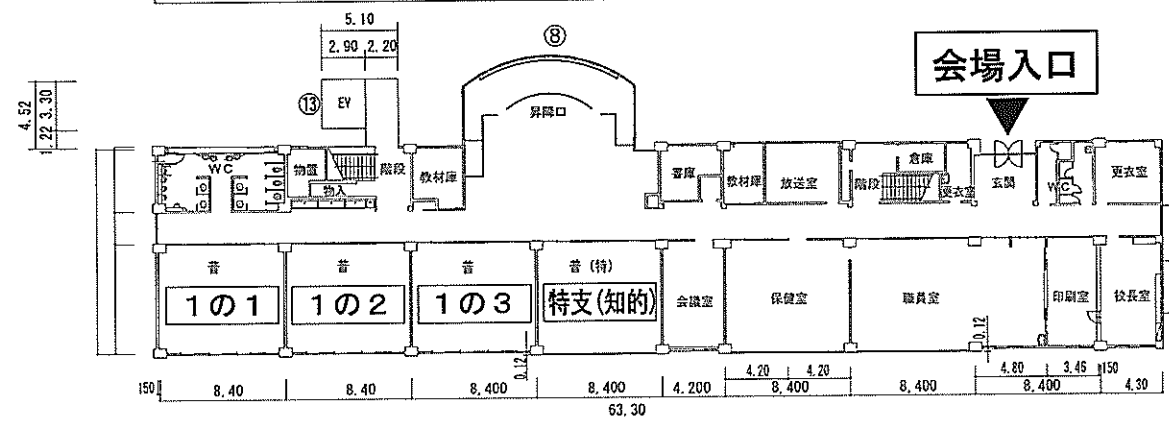 5.10
2.90 2.20
⑧
会場入口
4.52
1.22 3.30
⑬
EV
昇降口
WC
物置
物入
階段
教材庫
書庫
教材庫
放送室
階段
倉庫
更衣室
玄関
WC
更衣室
普
普
普
普 (特)
1の1
1の2
1の3
特支(知的)
会議室
保健室
職員室
印刷室
校長室
0.12
0.12
4.20 4.20
4.80 3.46 150
150 8.40 8.40 8,400 8,400 4.200 8,400 8,400 8,400 4.30
63.30